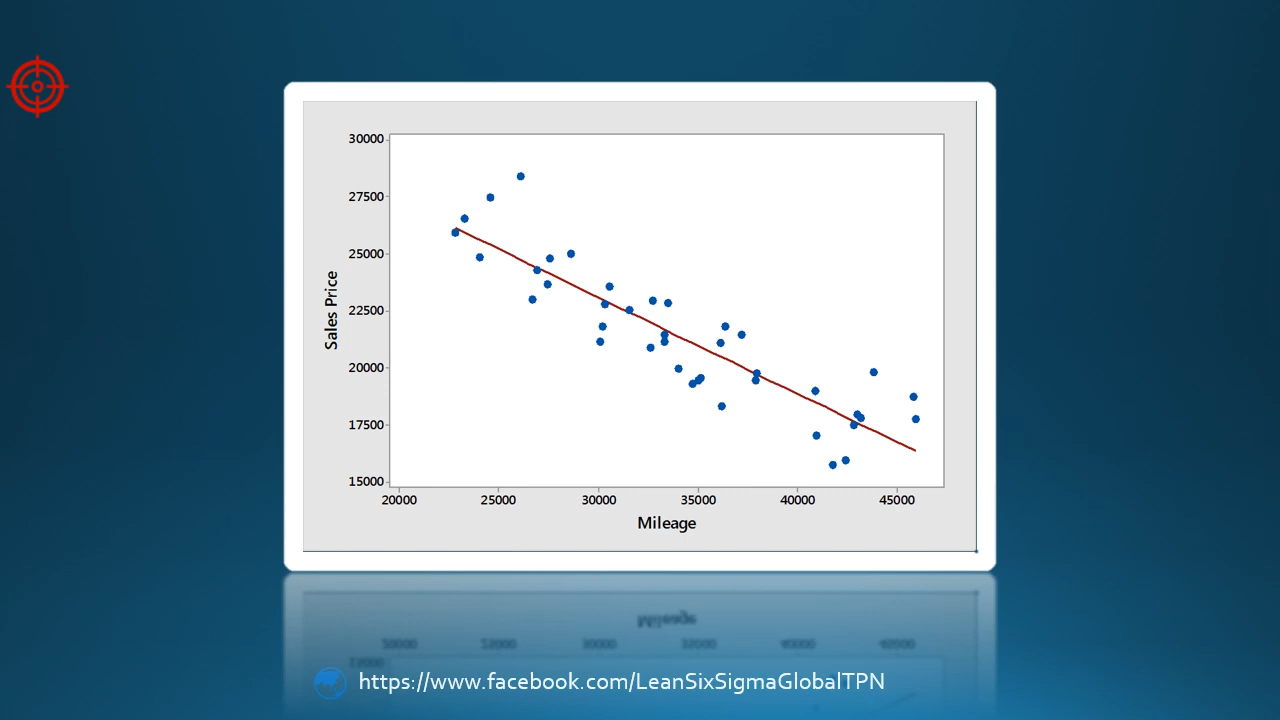 30000
27500
25000
22500
20000
17500
15000
Sales Price
20000 25000 30000 35000 40000 45000
Mileage
https://www.facebook.com/LeanSixSigmaGlobalTPN